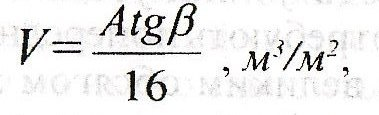 V = Atgβ / 16 , м³/м²,